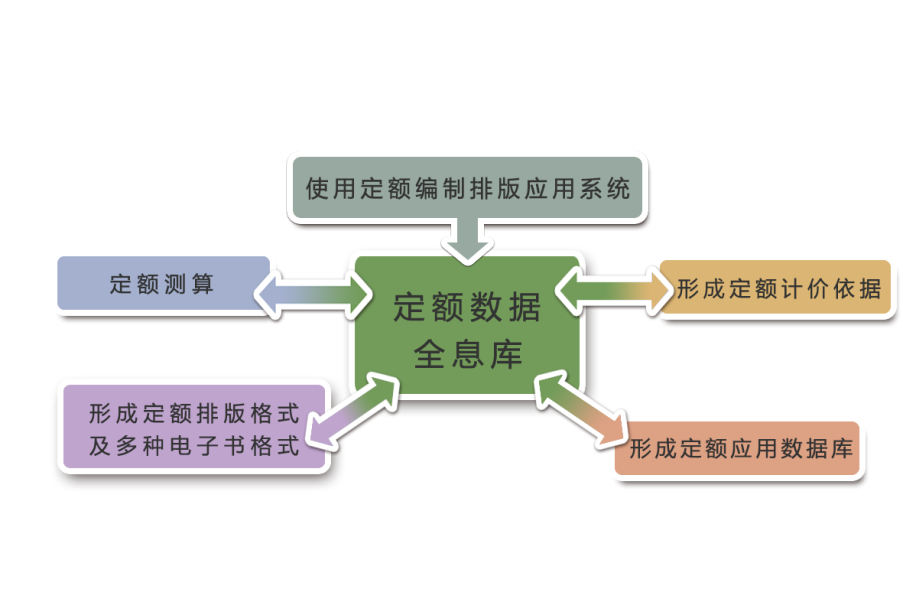 使用定额编制排版应用系统
定额测算
形成定额计价依据
定额数据
全息库
形成定额排版格式
及多种电子书格式
形成定额应用数据库